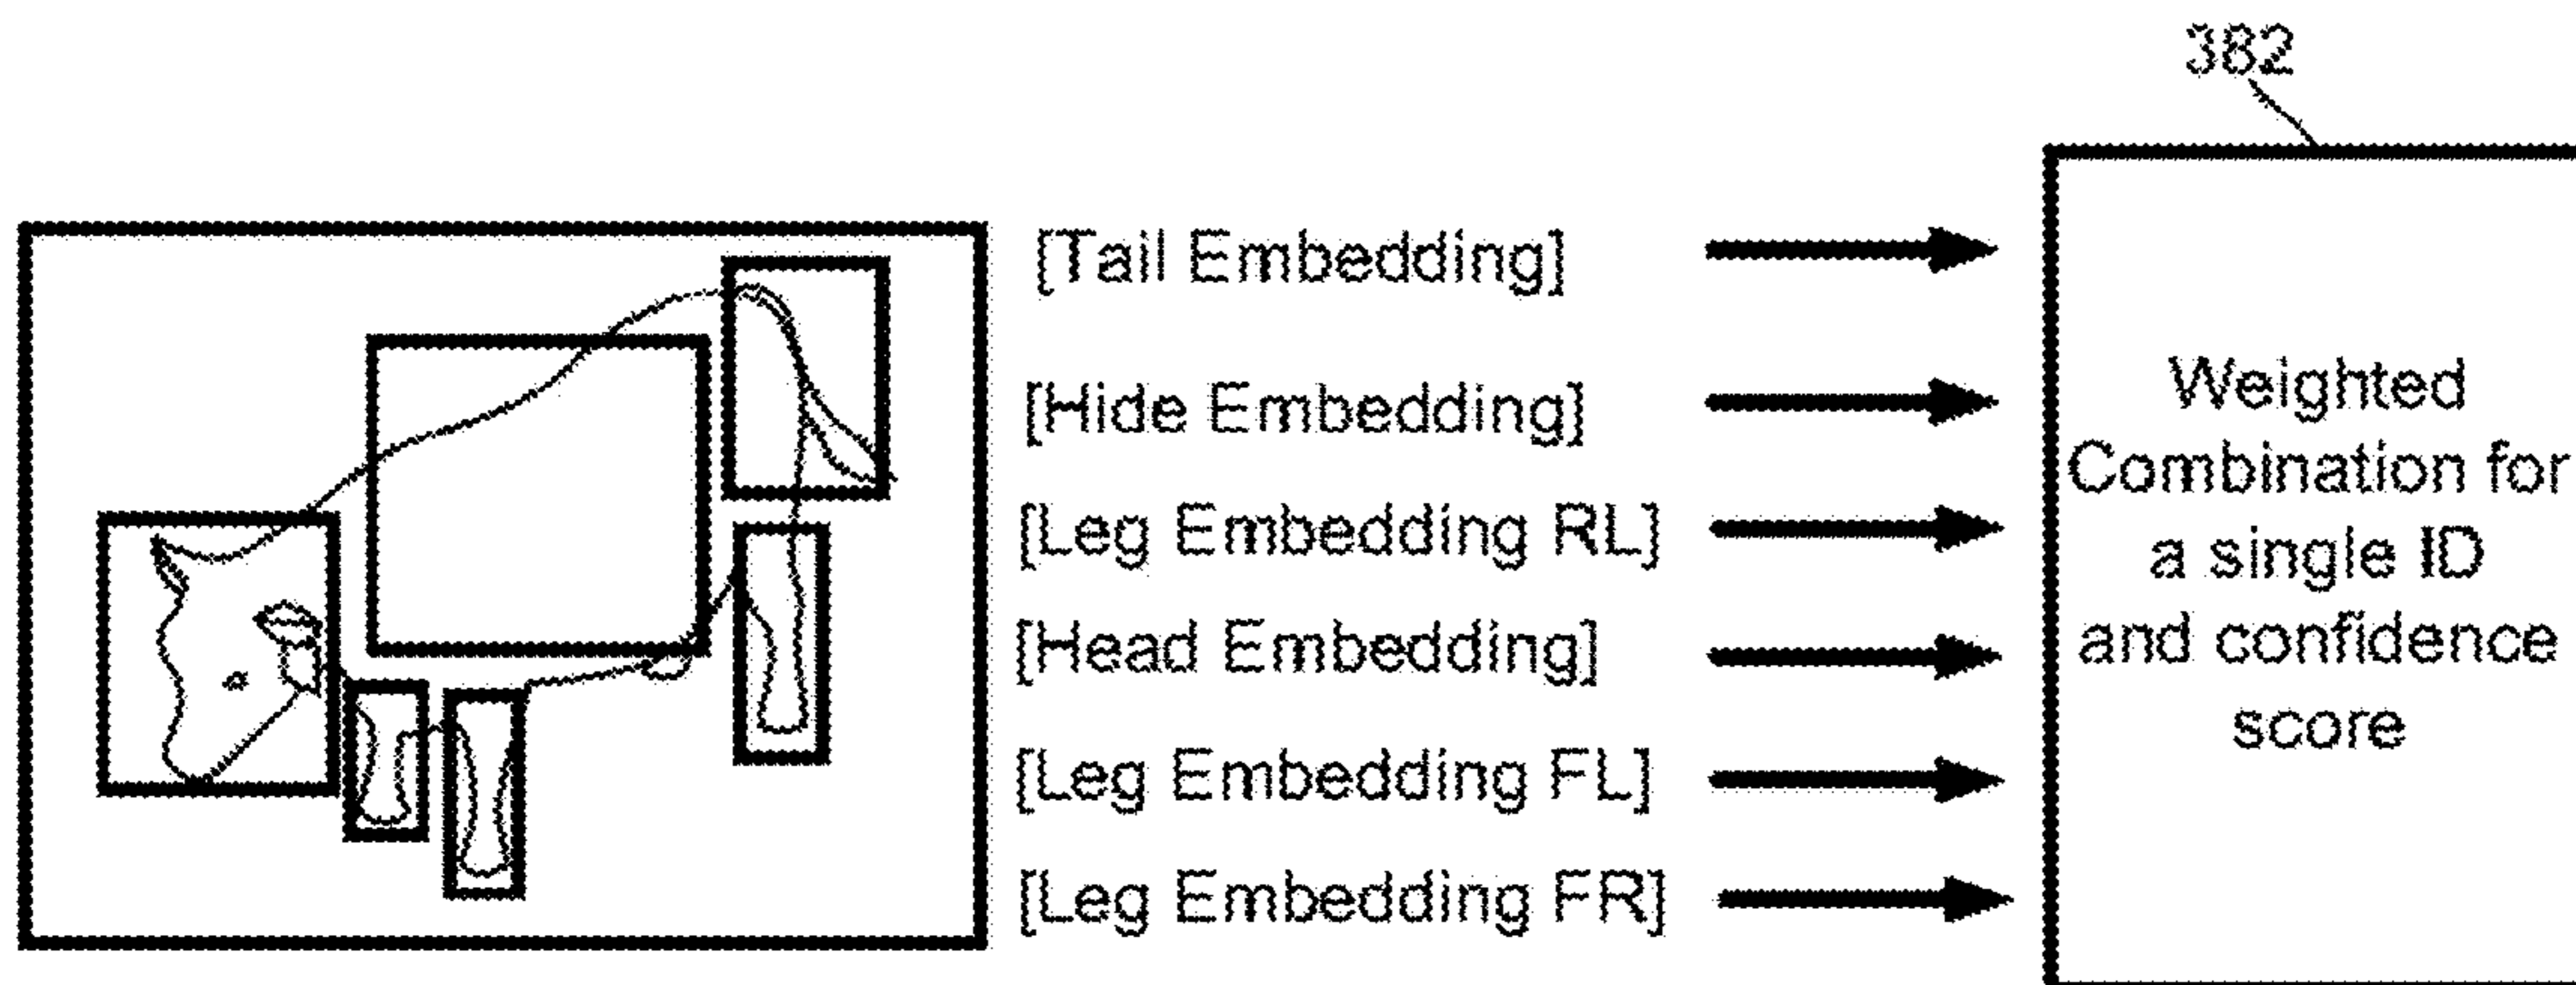 382
[Tail Embedding]
[Hide Embedding]
[Leg Embedding RL]
[Head Embedding]
[Leg Embedding FL]
[Leg Embedding FR]
Weighted
Combination for
a single ID
and confidence
score